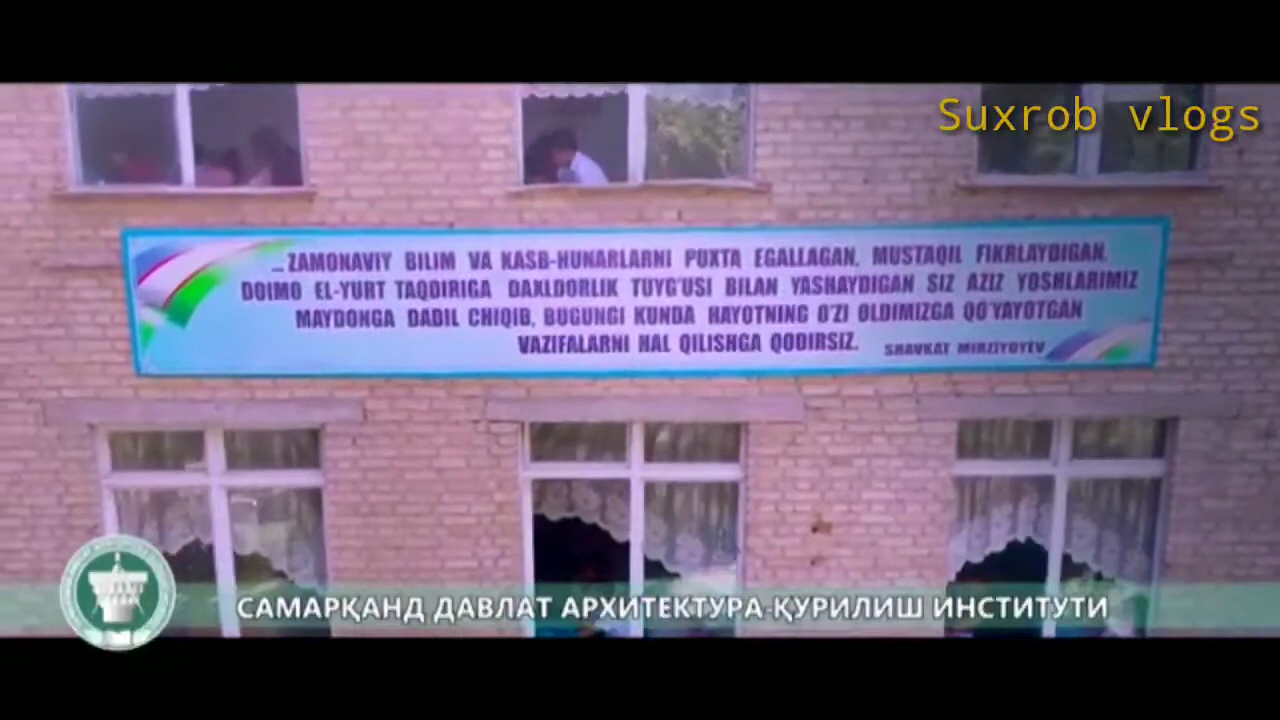 Suxrob vlogs
...ZAMONAVIY BILIM VA KASB-HUNARLARNI PUXTA EGALLAGAN, MUSTAQIL FIKRLAYDIGAN,
DOIMO EL-YURT TAQDIRIGA DAXLDORLIK TUYG'USI BILAN YASHAYDIGAN SIZ AZIZ YOSHLARIMIZ
MAYDONGA DADIL CHIQIB, BUGUNGI KUNDA HAYOTNING O'ZI OLDIMIZGA QO'YAYOTGAN
VAZIFALARNI HAL QILISHGA QODIRSIZ.
SHAVKAT MIRZIYOYEV
САМАРҚАНД ДАВЛАТ АРХИТЕКТУРА-ҚУРИЛИШ ИНСТИТУТИ